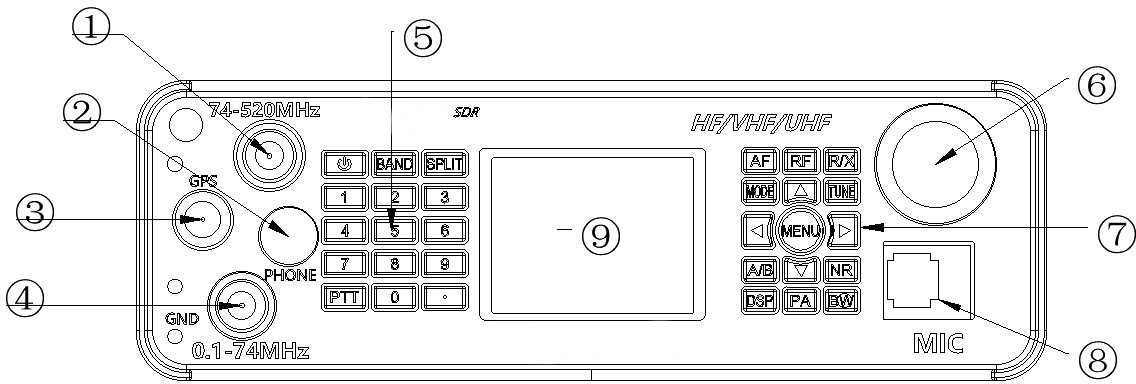 ①
⑤
②
⑥
74-520MHz
SDR
HF/VHF/UHF
BAND SPLIT
AF RF R/X
GPS
1 2 3
MODE TUNE
③
4 5 6
⑨
MENU
⑦
PHONE
7 8 9
A/B NR
④
GND
PTT 0 .
DSP PA BW
0.1-74MHz
MIC
⑧